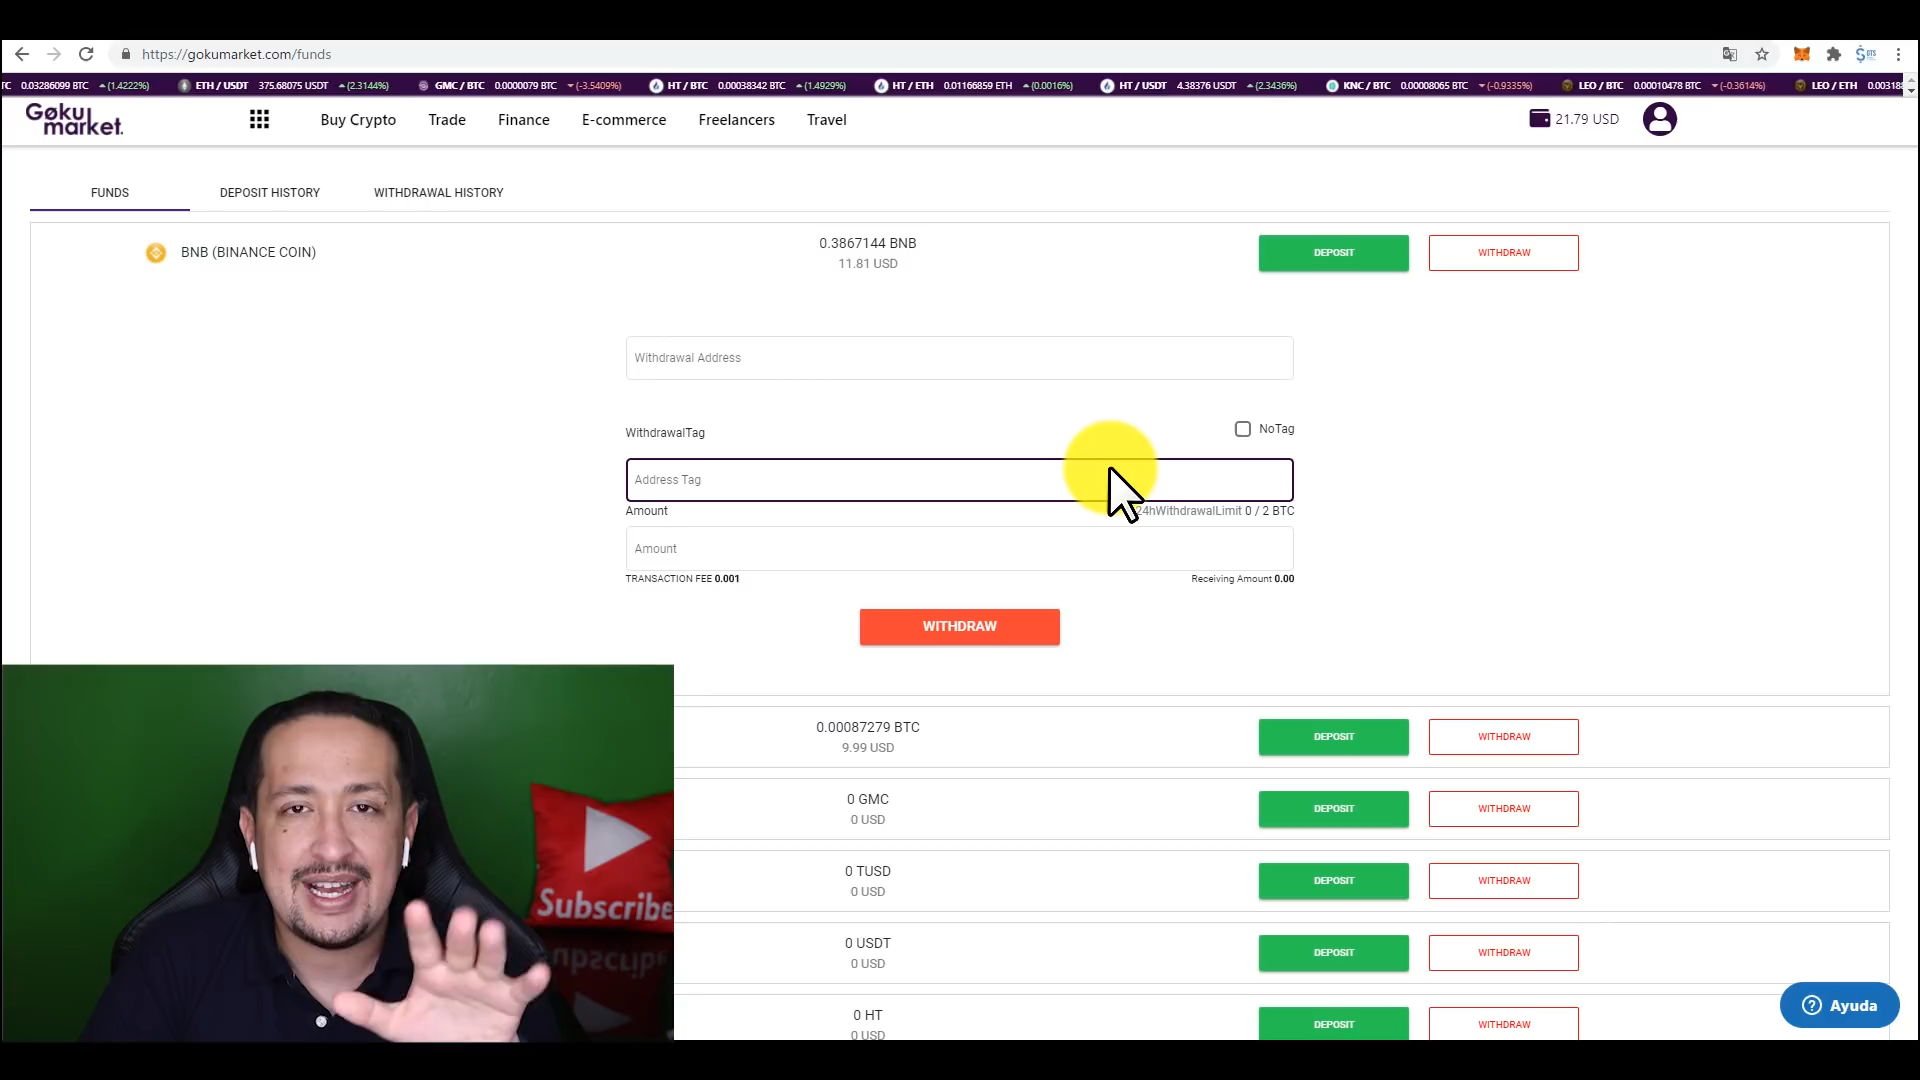 https://gokumarket.com/funds
TC 0.03286099 BTC (1.4222%) ETH / USDT 375.68075 USDT (2.3144%) GMC / BTC 0.0000079 BTC (-3.5409%) HT / BTC 0.00038342 BTC (1.4929%) HT / ETH 0.01166859 ETH (0.0016%) HT / USDT 4.38376 USDT (2.3436%) KNC / BTC 0.00008065 BTC (-0.9335%) LEO / BTC 0.00010478 BTC (-0.3614%) LEO / ETH
Gøku
market.
Buy Crypto Trade Finance E-commerce Freelancers Travel 21.79 USD
FUNDS DEPOSIT HISTORY WITHDRAWAL HISTORY
BNB (BINANCE COIN)
0.3867144 BNB
11.81 USD
DEPOSIT WITHDRAW
Withdrawal Address
WithdrawalTag NoTag
Address Tag
Amount 24hWithdrawalLimit 0 / 2 BTC
Amount
TRANSACTION FEE 0.001 Receiving Amount 0.00
WITHDRAW
0.00087279 BTC
9.99 USD
DEPOSIT WITHDRAW
0 GMC
0 USD
DEPOSIT WITHDRAW
0 TUSD
0 USD
DEPOSIT WITHDRAW
0 USDT
0 USD
DEPOSIT WITHDRAW
0 HT
0 USD
DEPOSIT WITHDRAW
Subscribe
Ayuda